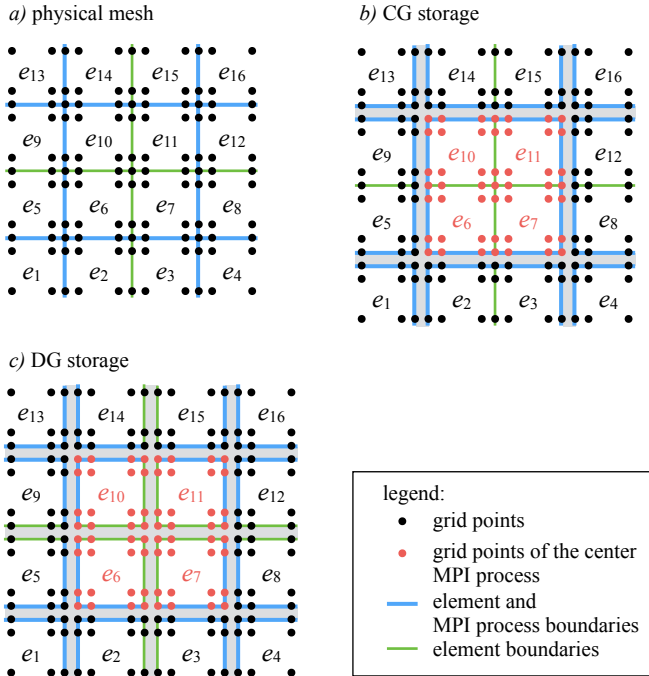 a) physical mesh
e13 e14 e15 e16
e9 e10 e11 e12
e5 e6 e7 e8
e1 e2 e3 e4
b) CG storage
e13 e14 e15 e16
e9 e10 e11 e12
e5 e6 e7 e8
e1 e2 e3 e4
c) DG storage
e13 e14 e15 e16
e9 e10 e11 e12
e5 e6 e7 e8
e1 e2 e3 e4
legend:
grid points
grid points of the center
MPI process
element and
MPI process boundaries
element boundaries